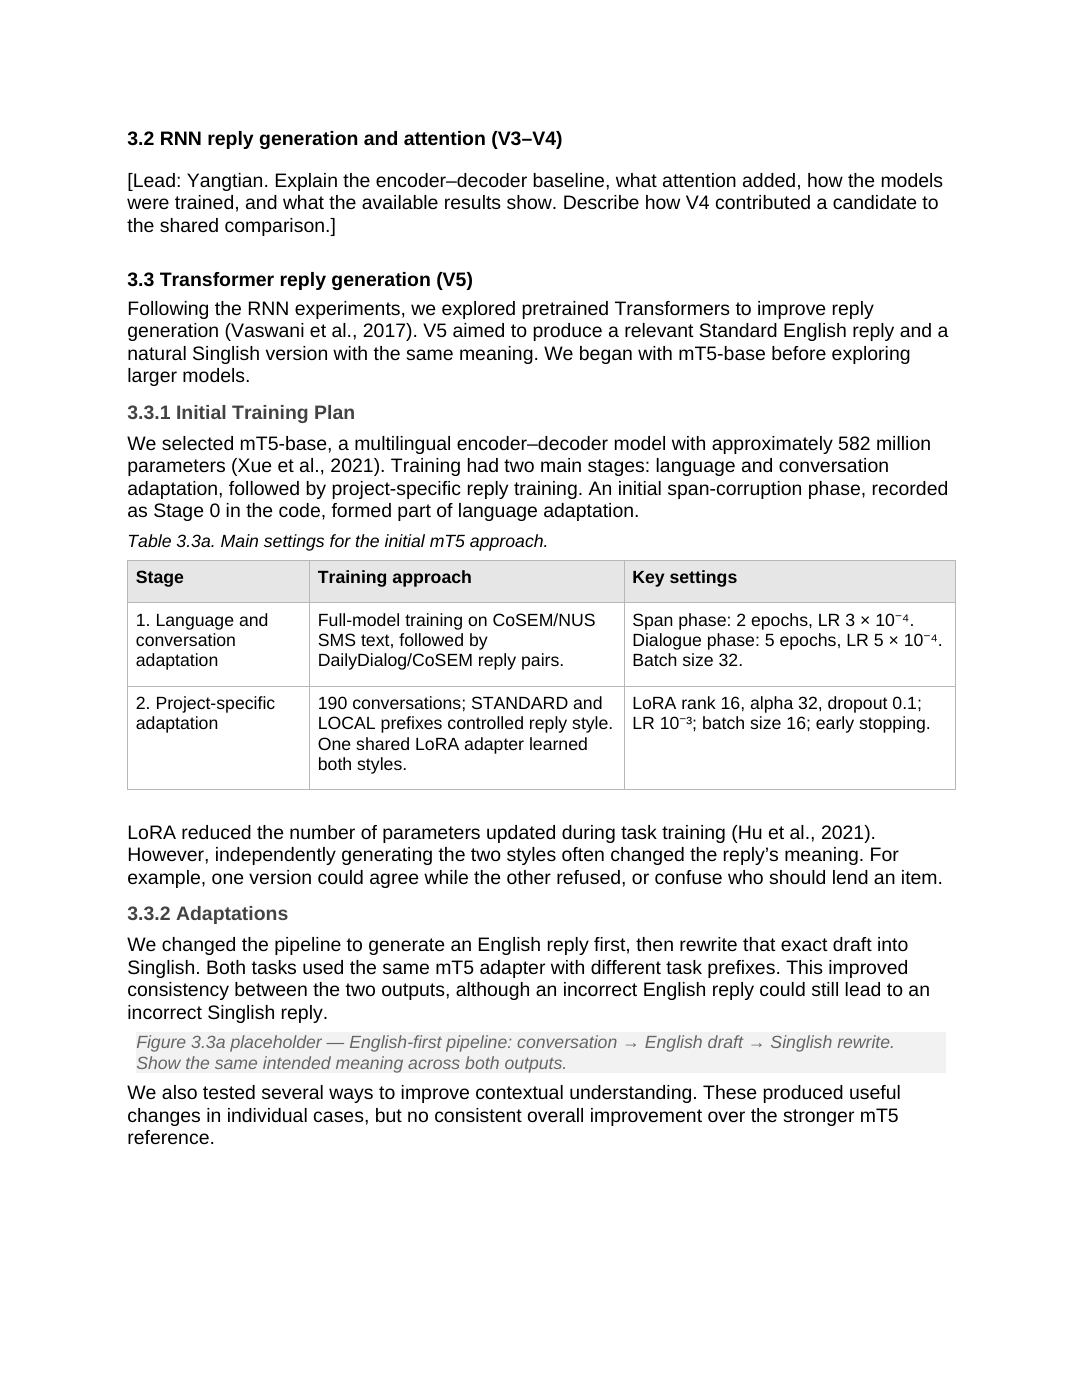 3.2 RNN reply generation and attention (V3–V4)
[Lead: Yangtian. Explain the encoder–decoder baseline, what attention added, how the models
were trained, and what the available results show. Describe how V4 contributed a candidate to
the shared comparison.]
3.3 Transformer reply generation (V5)
Following the RNN experiments, we explored pretrained Transformers to improve reply
generation (Vaswani et al., 2017). V5 aimed to produce a relevant Standard English reply and a
natural Singlish version with the same meaning. We began with mT5-base before exploring
larger models.
3.3.1 Initial Training Plan
We selected mT5-base, a multilingual encoder–decoder model with approximately 582 million
parameters (Xue et al., 2021). Training had two main stages: language and conversation
adaptation, followed by project-specific reply training. An initial span-corruption phase, recorded
as Stage 0 in the code, formed part of language adaptation.
Table 3.3a. Main settings for the initial mT5 approach.
Stage
Training approach
Key settings
1. Language and
conversation
adaptation
Full-model training on CoSEM/NUS
SMS text, followed by
DailyDialog/CoSEM reply pairs.
Span phase: 2 epochs, LR 3 × 10⁻⁴.
Dialogue phase: 5 epochs, LR 5 × 10⁻⁴.
Batch size 32.
2. Project-specific
adaptation
190 conversations; STANDARD and
LOCAL prefixes controlled reply style.
One shared LoRA adapter learned
both styles.
LoRA rank 16, alpha 32, dropout 0.1;
LR 10⁻³; batch size 16; early stopping.
LoRA reduced the number of parameters updated during task training (Hu et al., 2021).
However, independently generating the two styles often changed the reply’s meaning. For
example, one version could agree while the other refused, or confuse who should lend an item.
3.3.2 Adaptations
We changed the pipeline to generate an English reply first, then rewrite that exact draft into
Singlish. Both tasks used the same mT5 adapter with different task prefixes. This improved
consistency between the two outputs, although an incorrect English reply could still lead to an
incorrect Singlish reply.
Figure 3.3a placeholder — English-first pipeline: conversation → English draft → Singlish rewrite.
Show the same intended meaning across both outputs.
We also tested several ways to improve contextual understanding. These produced useful
changes in individual cases, but no consistent overall improvement over the stronger mT5
reference.